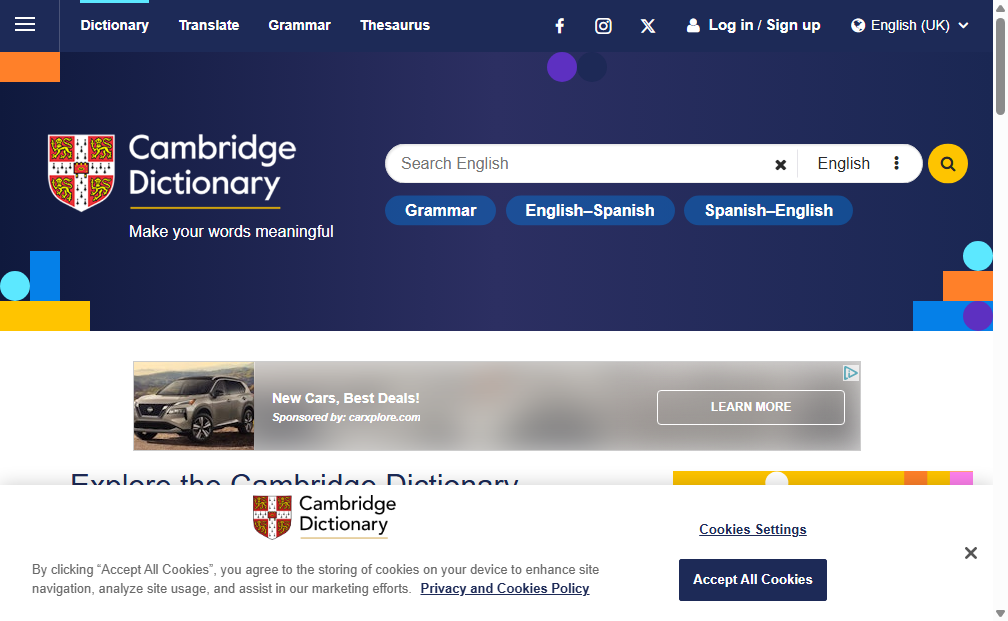 Dictionary Translate Grammar Thesaurus Log in / Sign up English (UK)
Cambridge
Dictionary
Make your words meaningful
Search English English
Grammar English–Spanish Spanish–English
New Cars, Best Deals!
Sponsored by: carxplore.com
LEARN MORE
Explore the Cambridge Dictionary
Cambridge
Dictionary
By clicking “Accept All Cookies”, you agree to the storing of cookies on your device to enhance site
navigation, analyze site usage, and assist in our marketing efforts. Privacy and Cookies Policy
Cookies Settings
Accept All Cookies